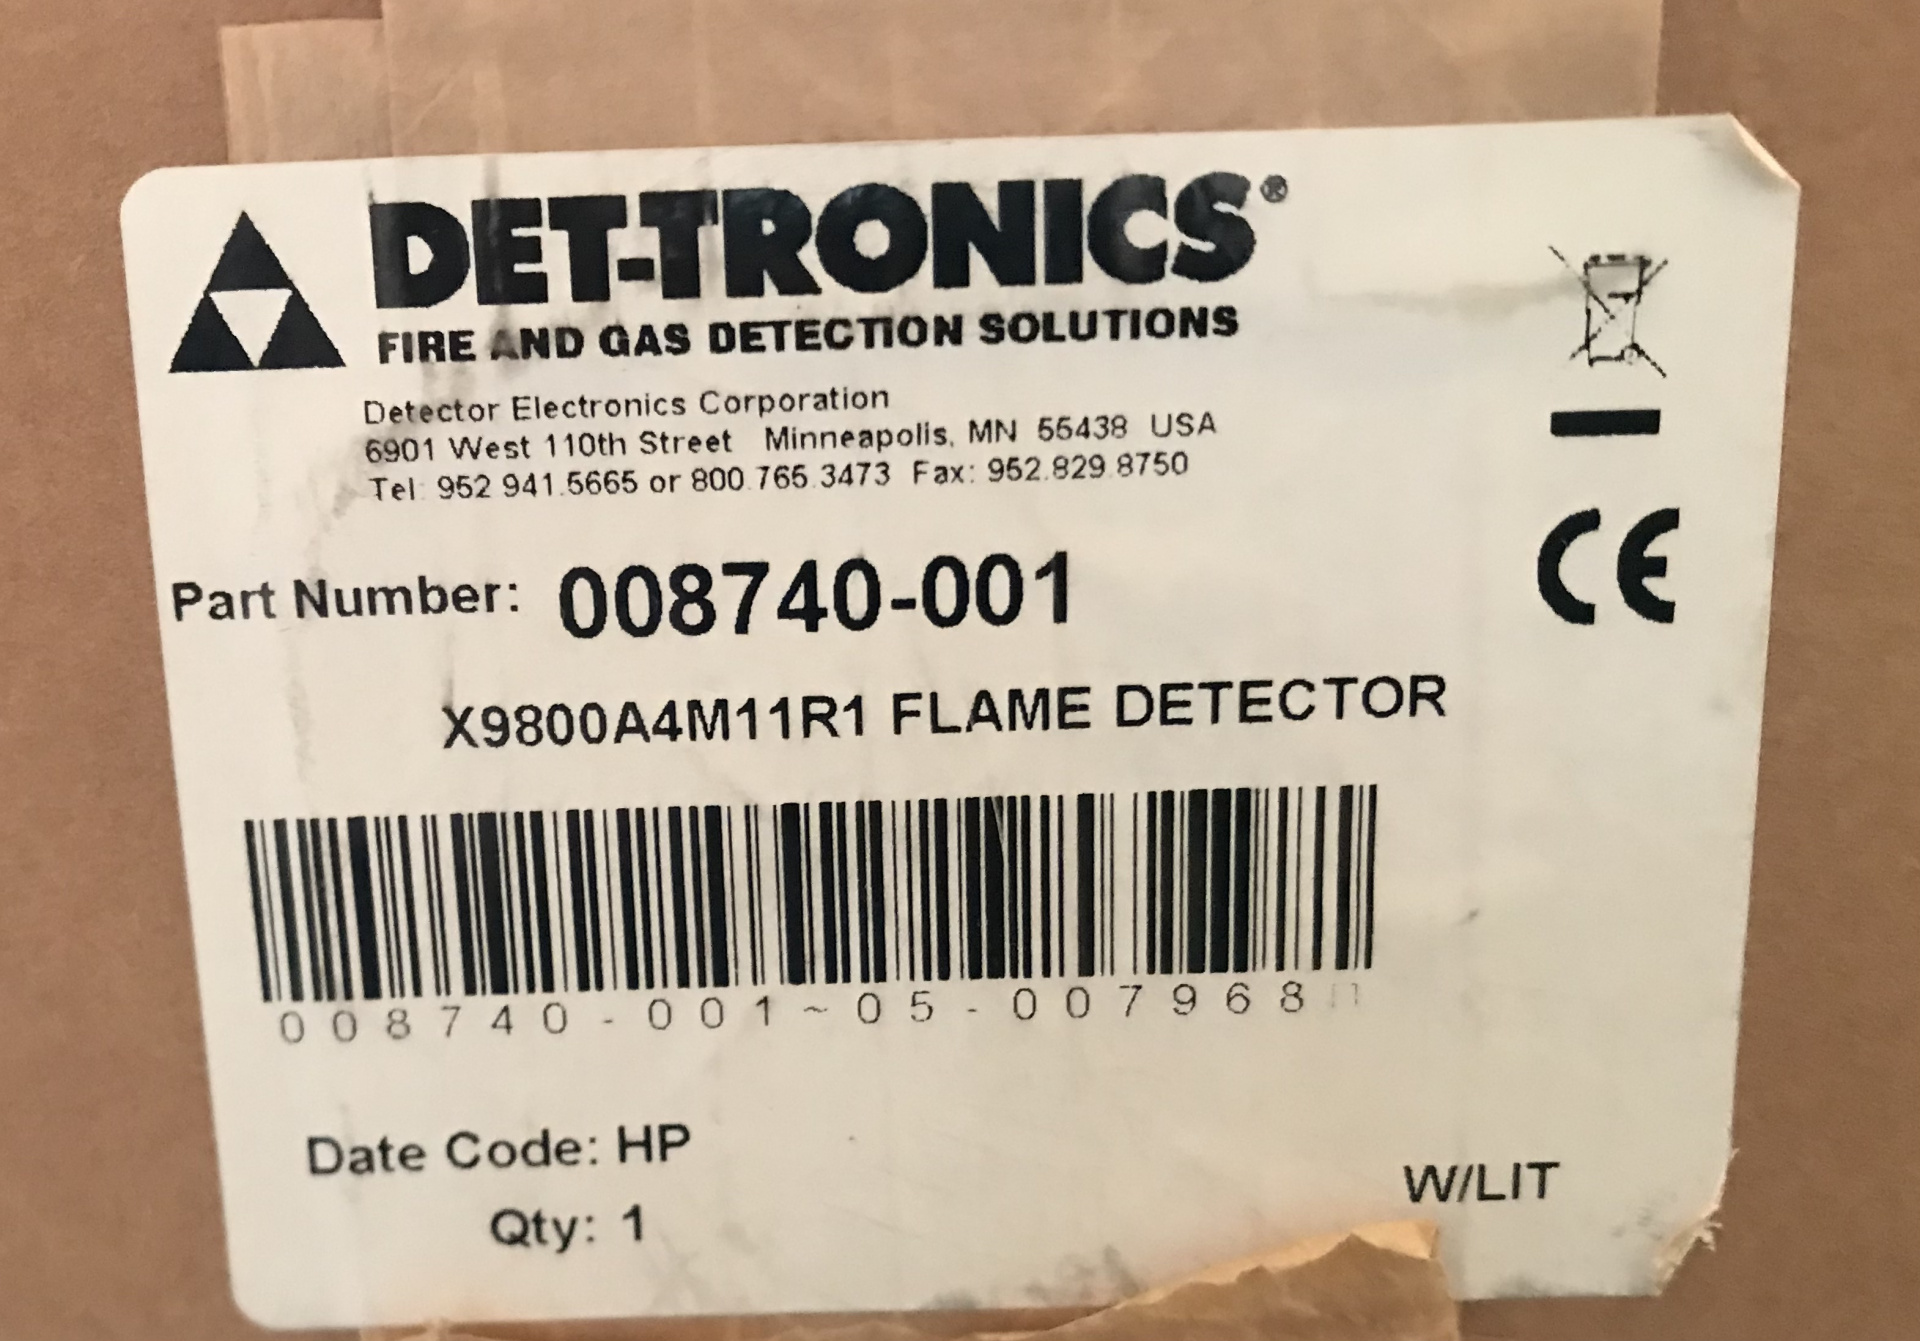 DET-TRONICS®
FIRE AND GAS DETECTION SOLUTIONS
Detector Electronics Corporation
6901 West 110th Street Minneapolis, MN 55438 USA
Tel: 952.941.5665 or 800.765.3473 Fax: 952.829.8750
Part Number: 008740-001
CE
X9800A4M11R1 FLAME DETECTOR
008740-001~05-007968
Date Code: HP
W/LIT
Qty: 1